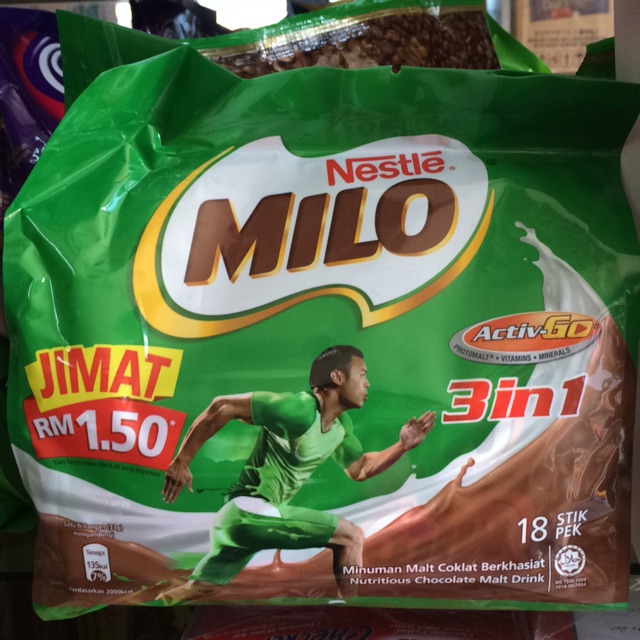 Nestlé®
MILO®
Activ-GO
PROTOMALT® • VITAMINS • MINERALS
3in1
JIMAT
RM1.50*
Tenaga
135kcal
7%
18 STIK PEK
Minuman Malt Coklat Berkhasiat
Nutritious Chocolate Malt Drink